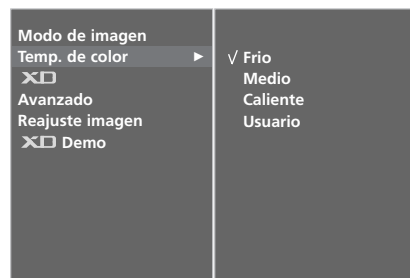 Modo de imagen
Temp. de color ►
XD
Avanzado
Reajuste imagen
XD Demo
√ Frio
Medio
Caliente
Usuario